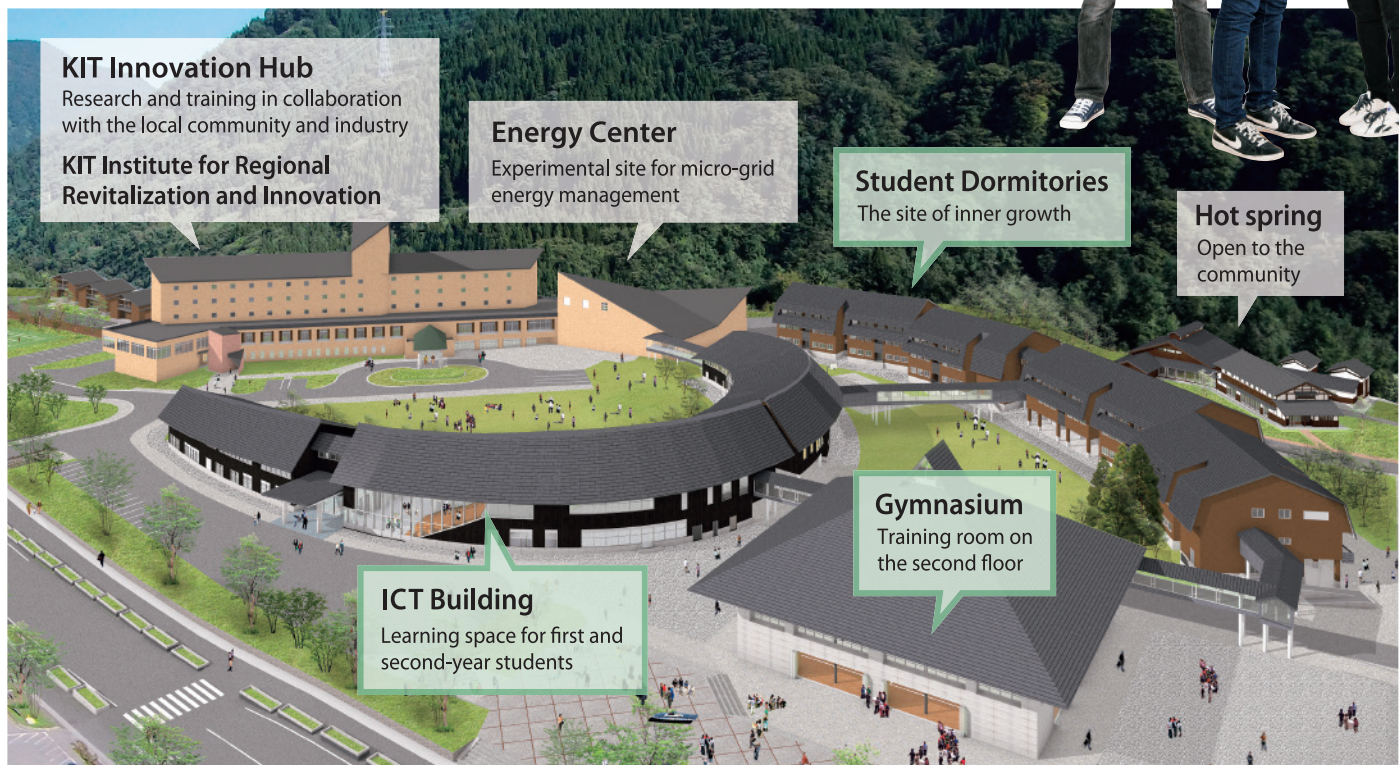 KIT Innovation Hub
Research and training in collaboration
with the local community and industry
KIT Institute for Regional
Revitalization and Innovation
Energy Center
Experimental site for micro-grid
energy management
Student Dormitories
The site of inner growth
Hot spring
Open to the
community
Gymnasium
Training room on
the second floor
ICT Building
Learning space for first and
second-year students